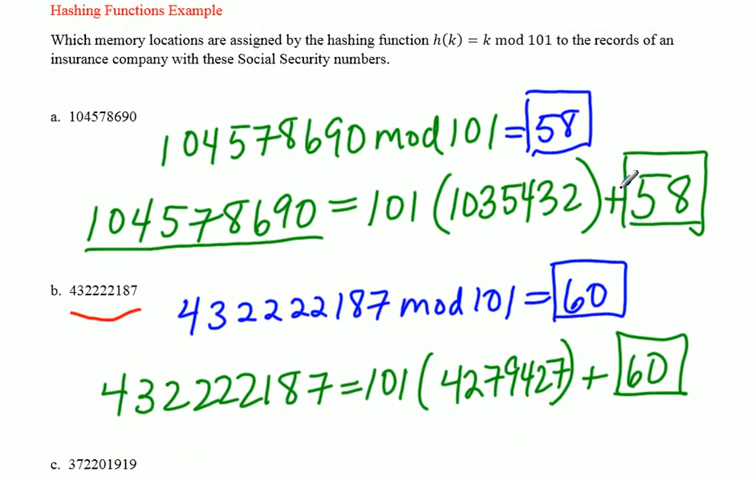 Hashing Functions Example
Which memory locations are assigned by the hashing function h(k) = k mod 101 to the records of an
insurance company with these Social Security numbers.
a. 104578690
104578690 mod 101 = 58
104578690 = 101 (1035432) + 58
b. 432222187
432222187 mod 101 = 60
432222187 = 101 (4279427) + 60
c. 372201919